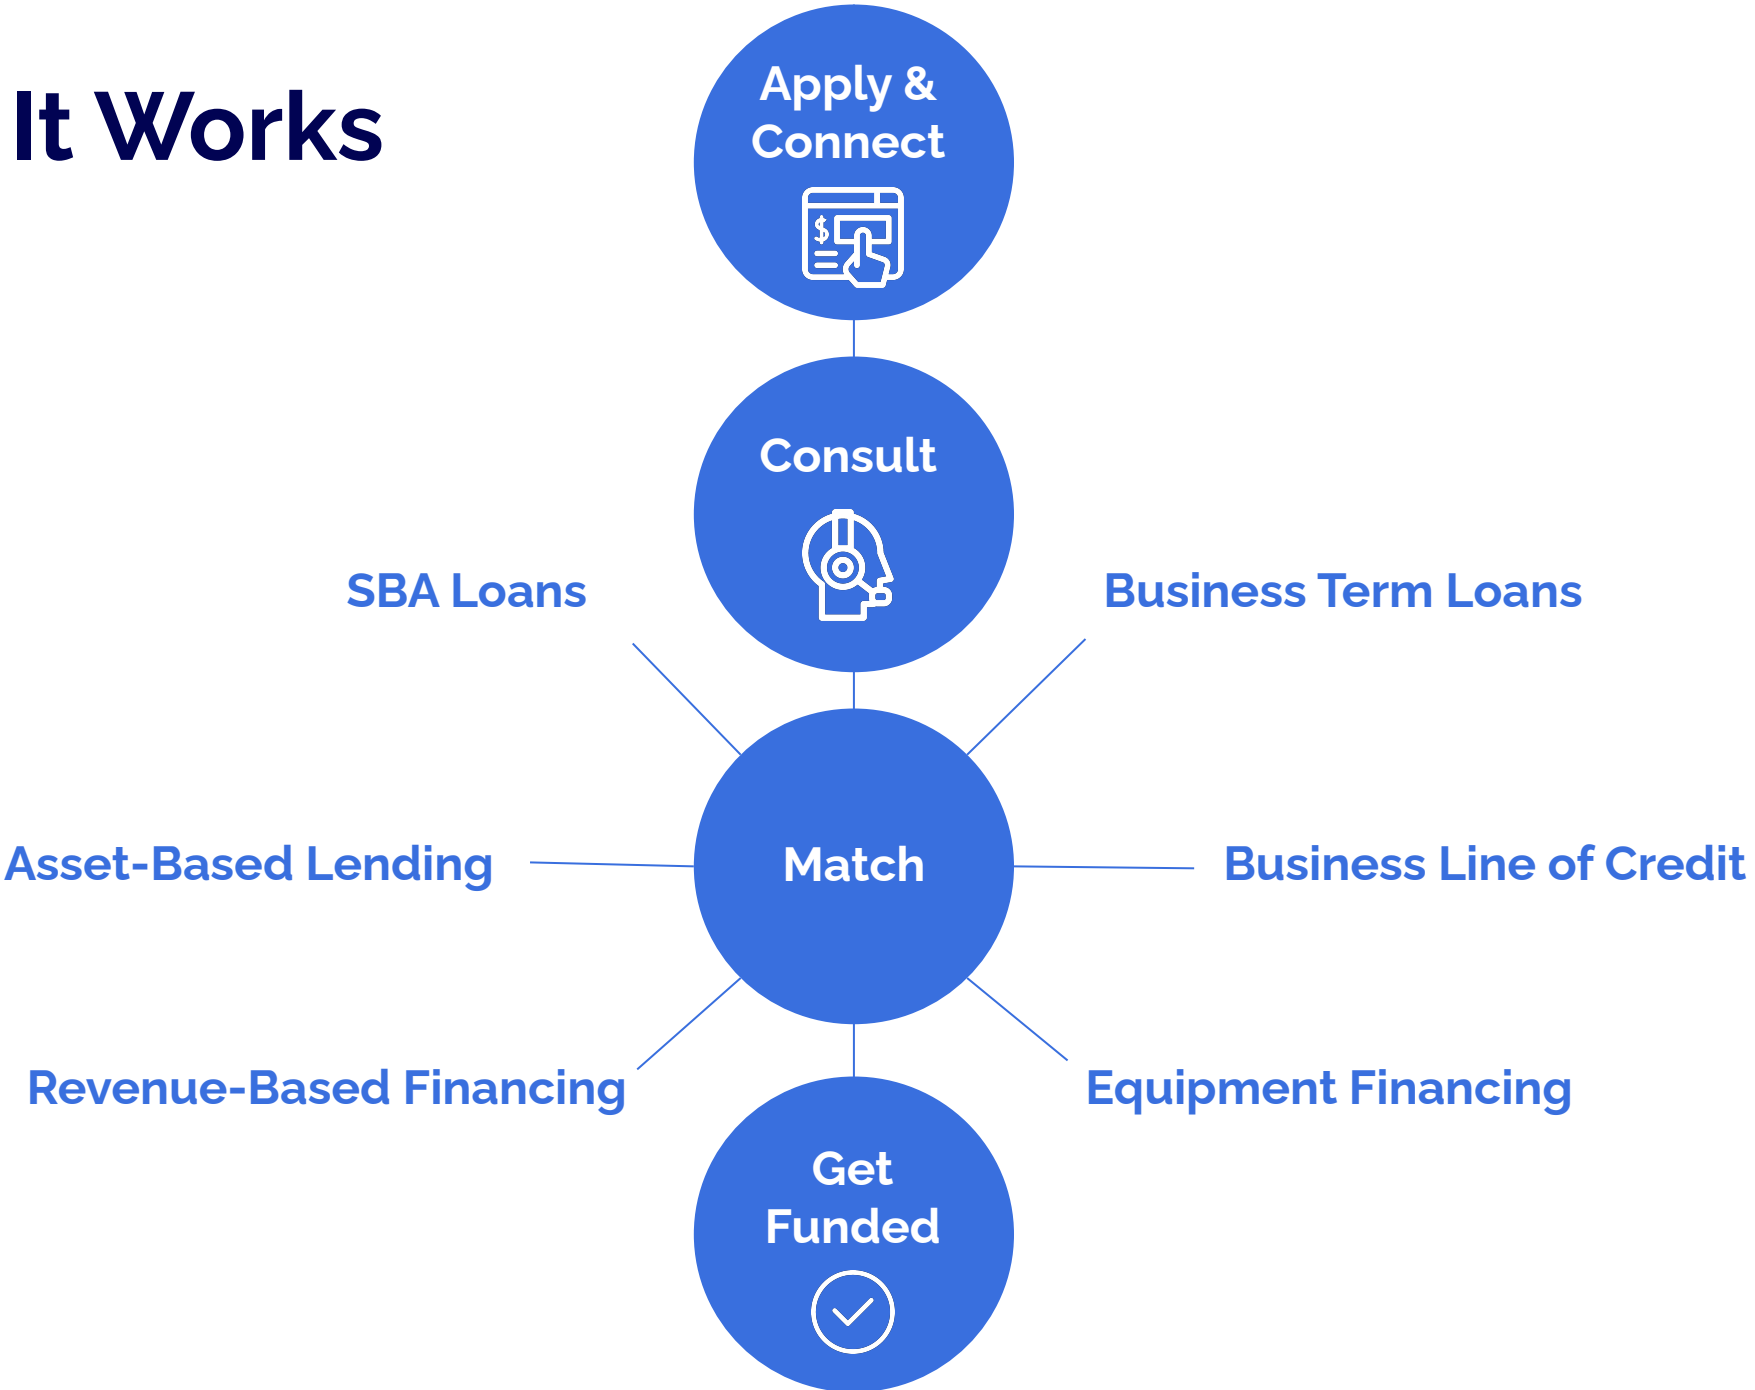 It Works
Apply &
Connect
$
Consult
SBA Loans
Business Term Loans
Asset-Based Lending
Match
Business Line of Credit
Revenue-Based Financing
Equipment Financing
Get
Funded